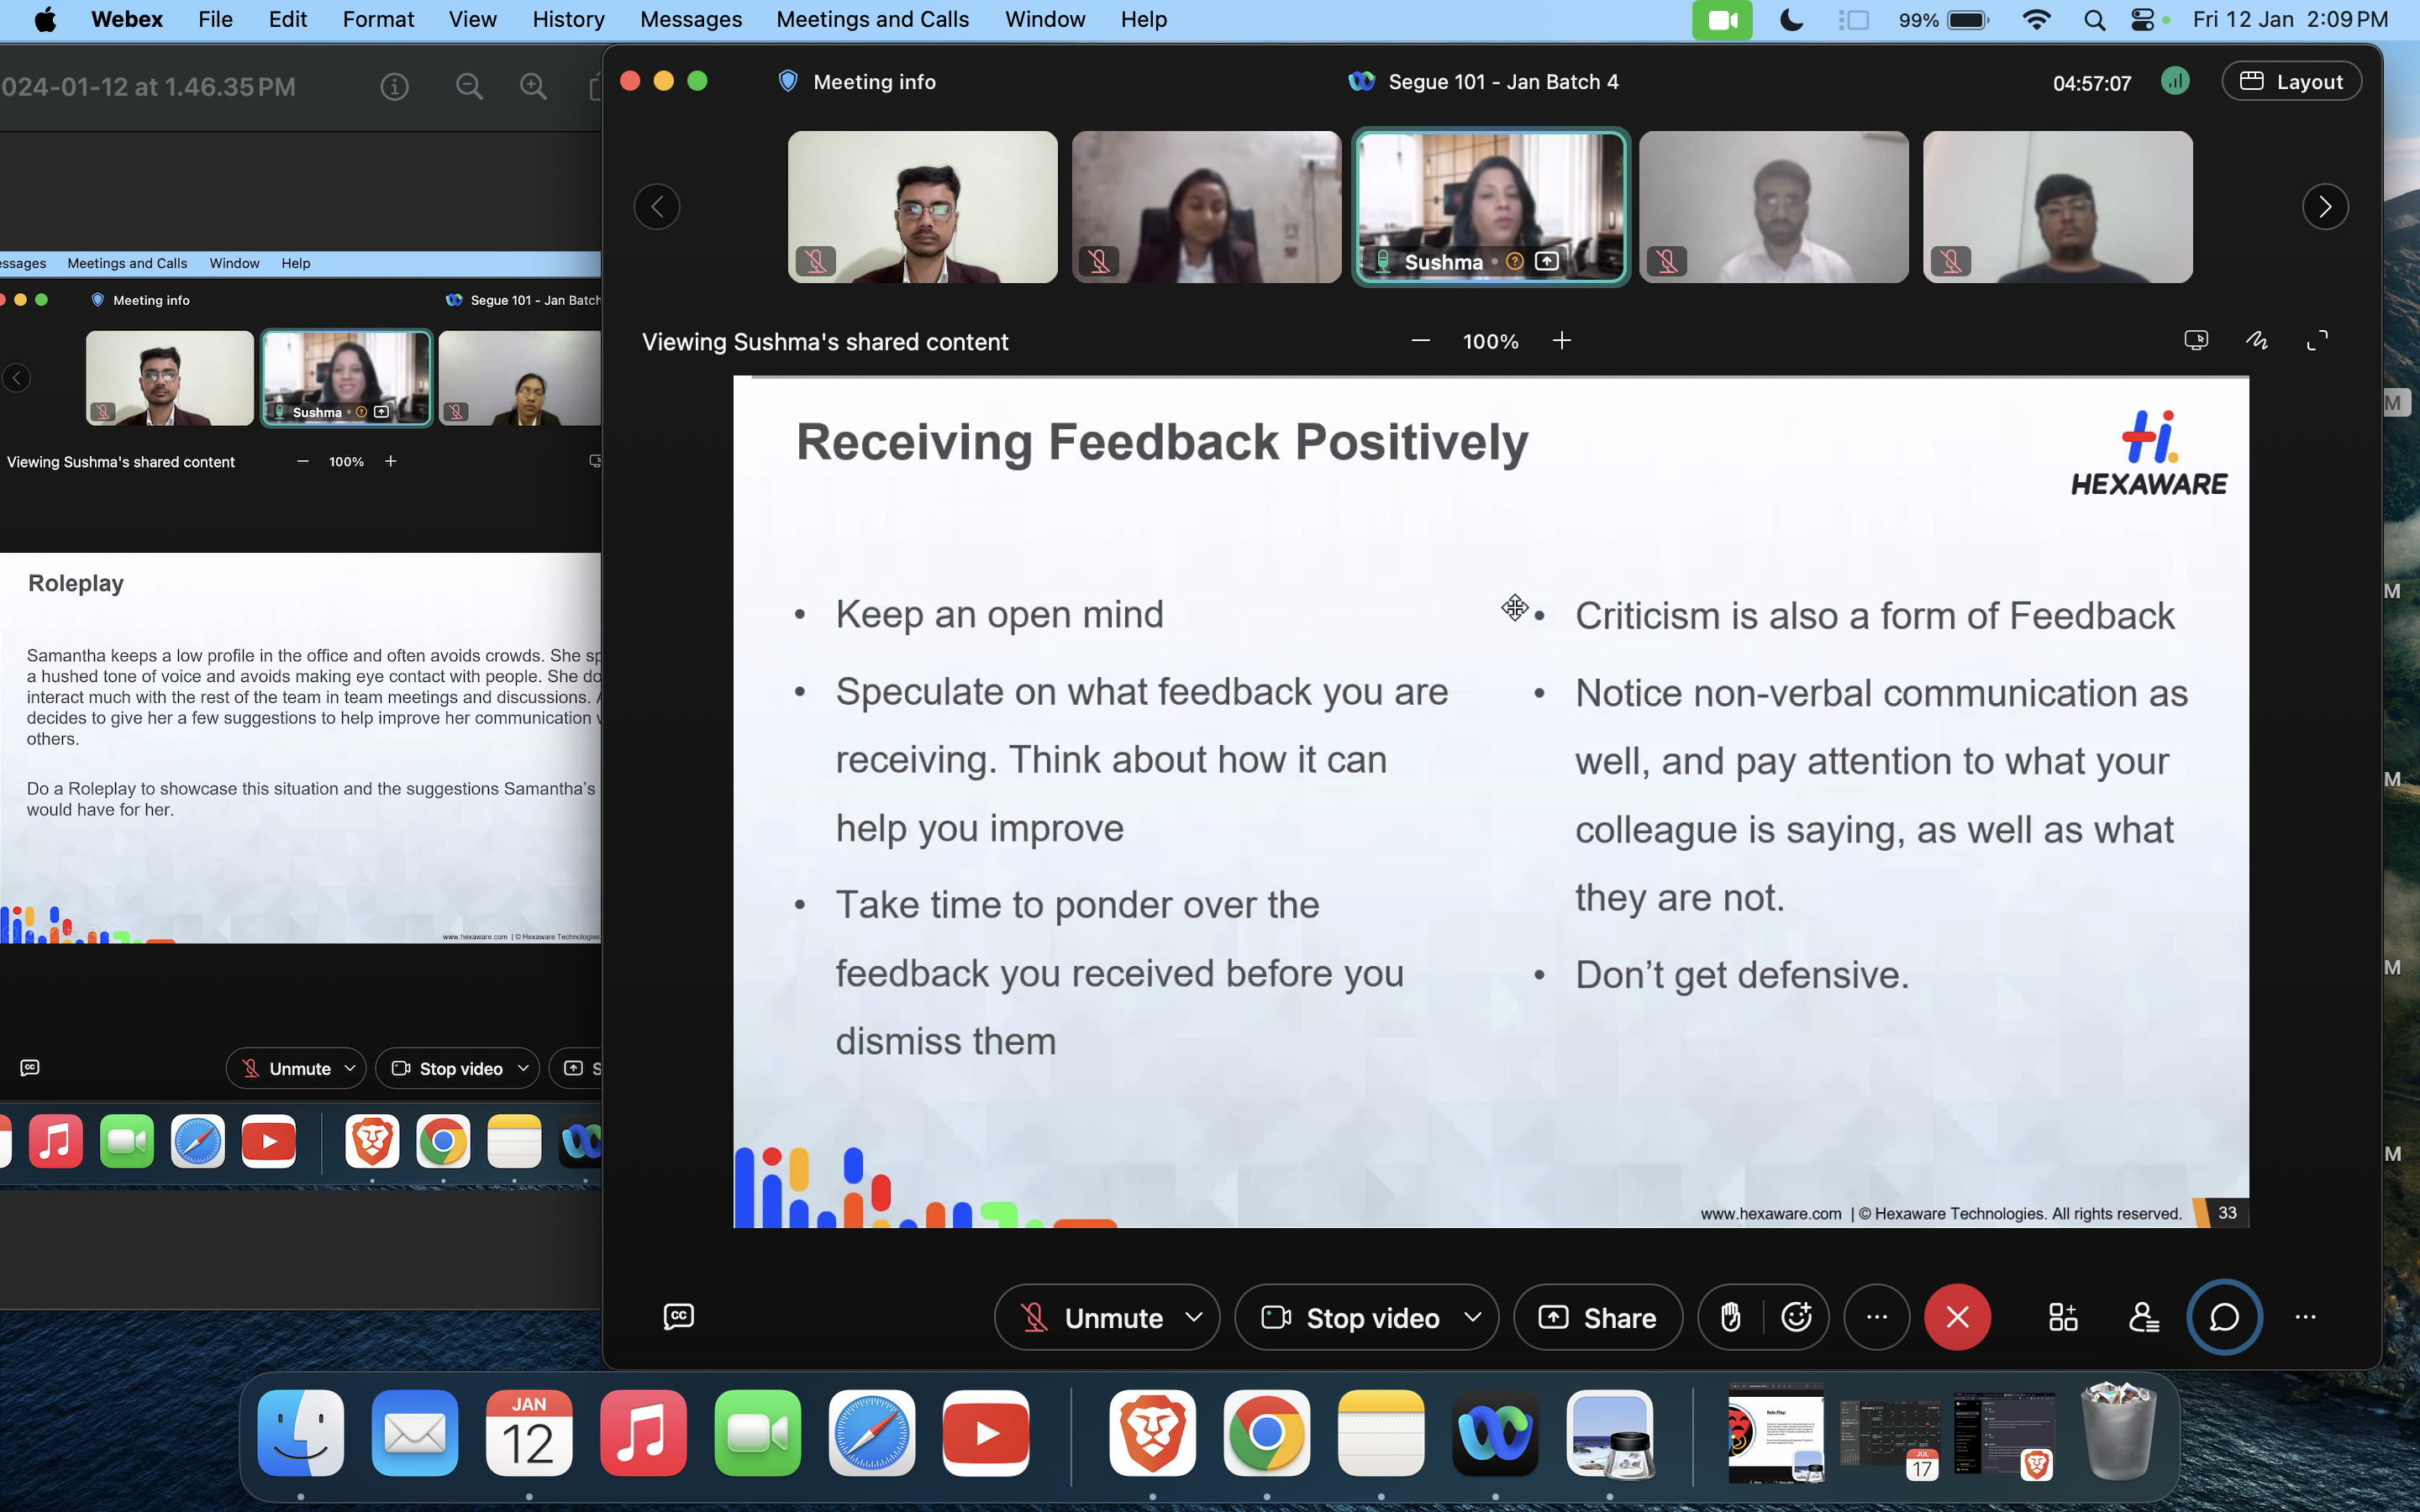 Webex File Edit Format View History Messages Meetings and Calls Window Help 99% Fri 12 Jan 2:09 PM
024-01-12 at 1.46.35 PM
Messages Meetings and Calls Window Help
Meeting info Segue 101 - Jan Batch
Sushma
Viewing Sushma's shared content 100%
Roleplay
Samantha keeps a low profile in the office and often avoids crowds. She sp
a hushed tone of voice and avoids making eye contact with people. She do
interact much with the rest of the team in team meetings and discussions. A
decides to give her a few suggestions to help improve her communication w
others.
Do a Roleplay to showcase this situation and the suggestions Samantha's
would have for her.
www.hexaware.com | © Hexaware Technologies
Unmute Stop video S
Meeting info Segue 101 - Jan Batch 4 04:57:07 Layout
Sushma
Viewing Sushma's shared content 100%
Receiving Feedback Positively
HEXAWARE
• Keep an open mind
• Speculate on what feedback you are
receiving. Think about how it can
help you improve
• Take time to ponder over the
feedback you received before you
dismiss them
• Criticism is also a form of Feedback
• Notice non-verbal communication as
well, and pay attention to what your
colleague is saying, as well as what
they are not.
• Don't get defensive.
www.hexaware.com | © Hexaware Technologies. All rights reserved. 33
Unmute Stop video Share
M
M
M
M
M
JAN
12
JUL
17